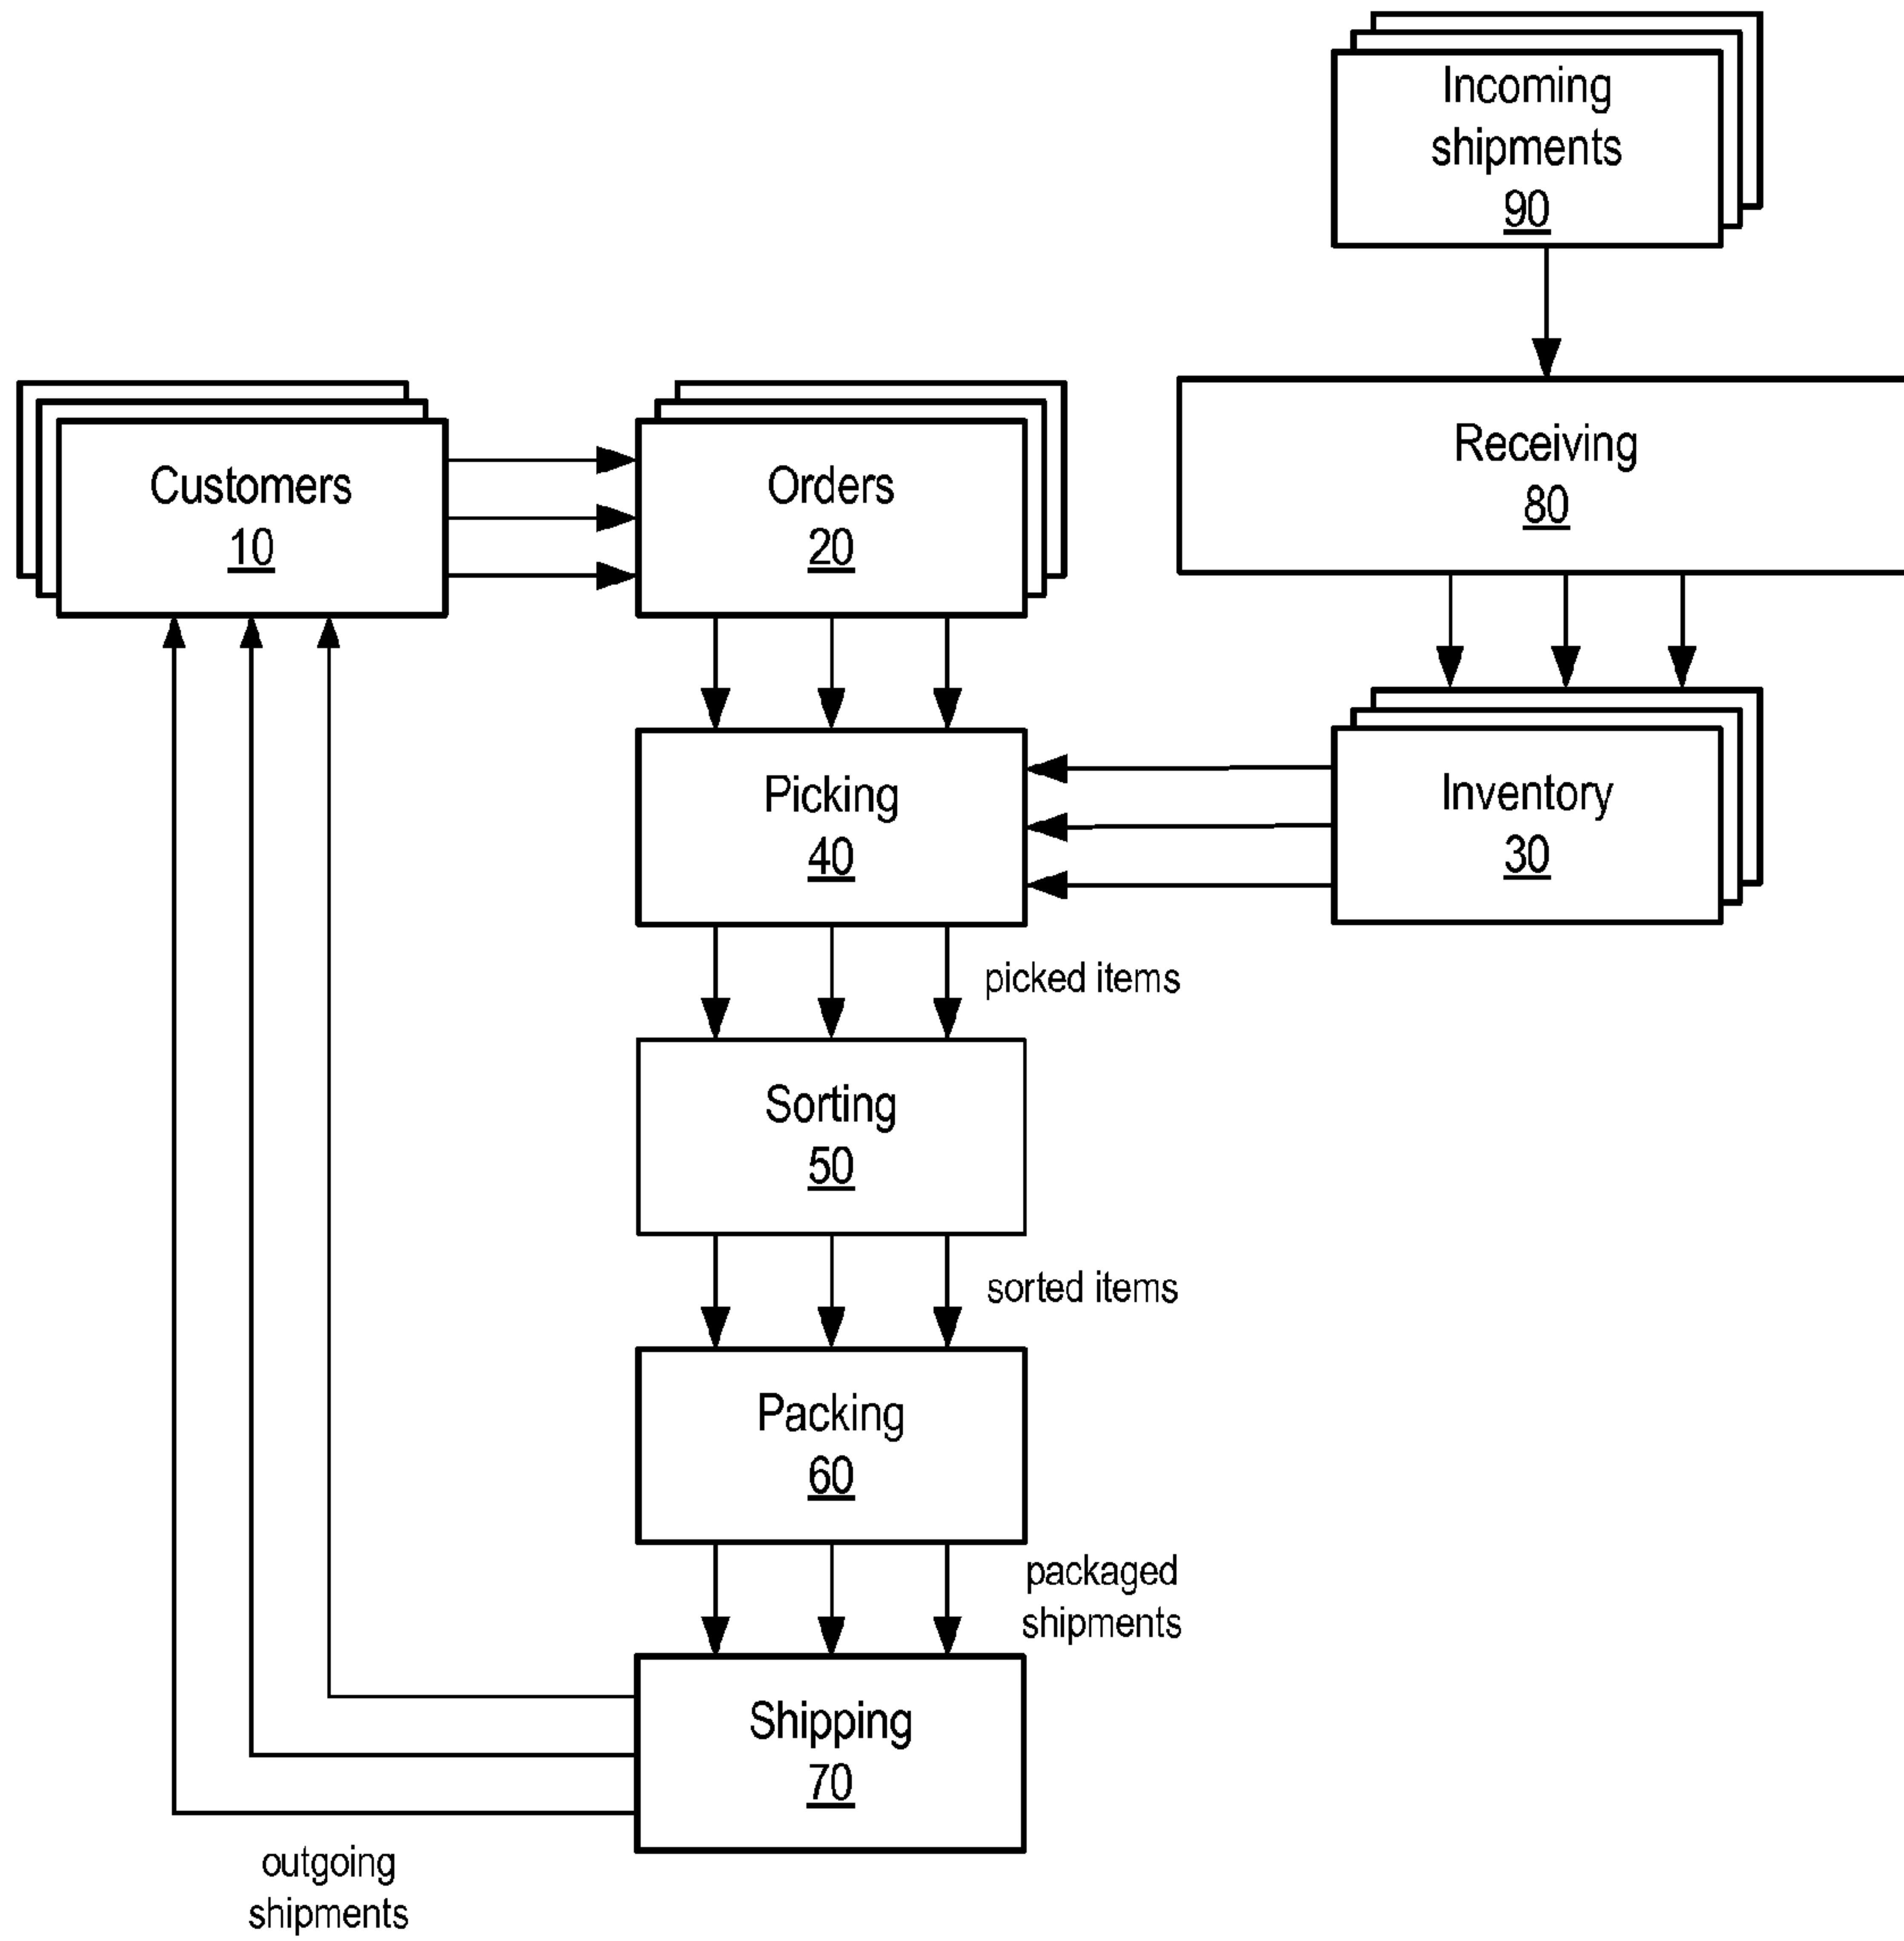 Incoming
shipments
90
Customers
10
Orders
20
Receiving
80
Picking
40
Inventory
30
picked items
Sorting
50
sorted items
Packing
60
packaged
shipments
Shipping
70
outgoing
shipments